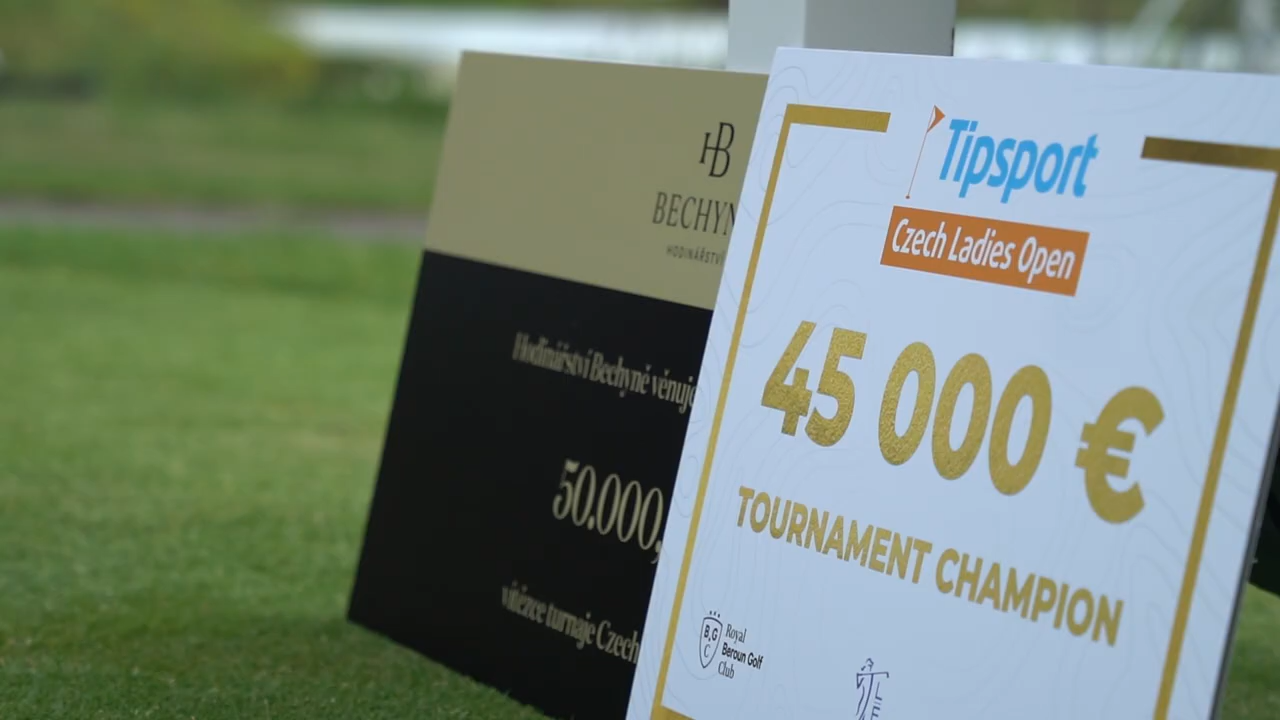 HB
BECHYN
HODINÁŘSTVÍ
Hodinářství Bechyně věnuje
50.000,
vítězce turnaje Czech
Tipsport
Czech Ladies Open
45 000 €
TOURNAMENT CHAMPION
BGC
Royal
Beroun Golf
Club
LE